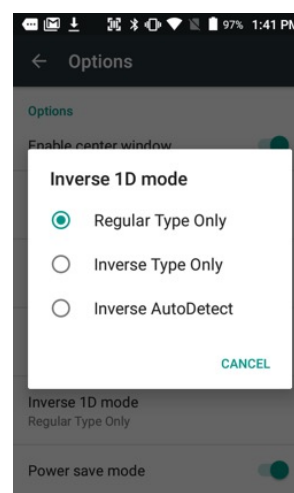 97% 1:41 PM
Options
Options
Enable center window
Inverse 1D mode
Regular Type Only
Inverse Type Only
Inverse AutoDetect
CANCEL
Inverse 1D mode
Regular Type Only
Power save mode